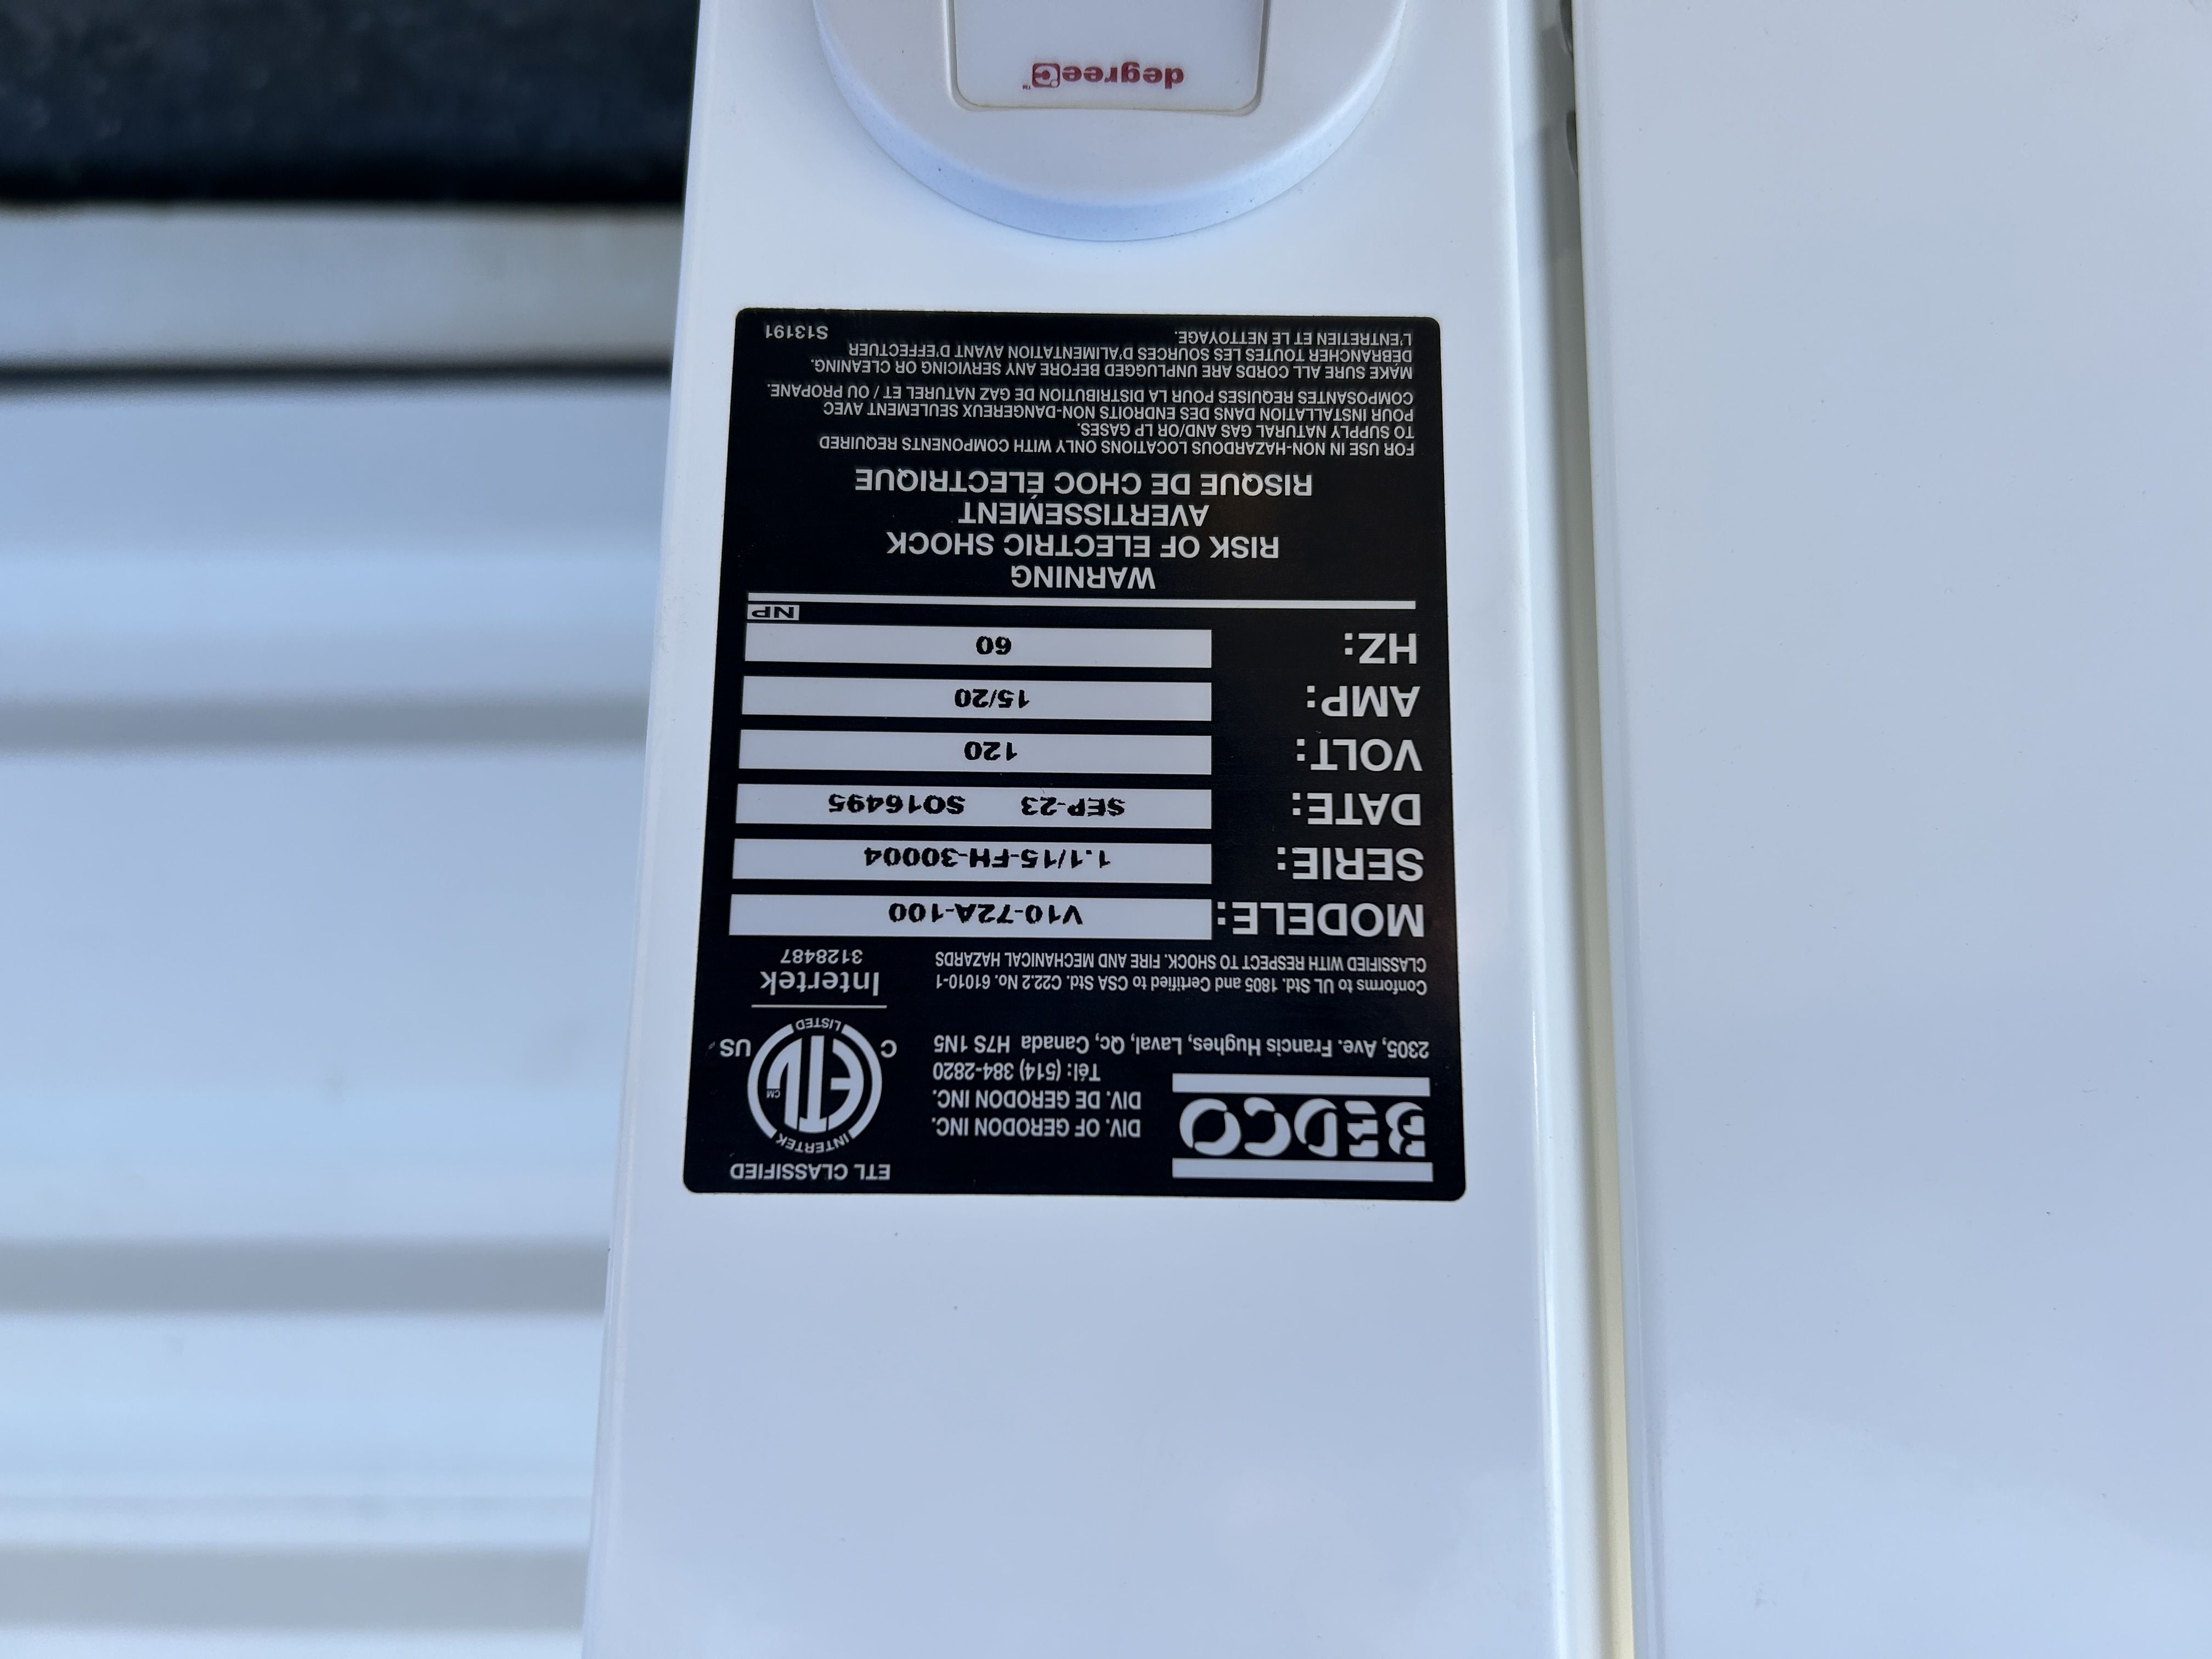 ETL CLASSIFIED
BEDCO
DIV. OF GERODON INC.
DIV. DE GERODON INC.
Tél: (514) 384-2820
2305, Ave. Francis Hughes, Laval, Qc, Canada H7S 1N5
INTERTEK
ETL
CM
C US
LISTED
Intertek
3128487
Conforms to UL Std. 1805 and Certified to CSA Std. C22.2 No. 61010-1
CLASSIFIED WITH RESPECT TO SHOCK. FIRE AND MECHANICAL HAZARDS
MODELE: V10-72A-100
SERIE: 1.1/15-FH-30004
DATE: SEP-23 SO16495
VOLT: 120
AMP: 15/20
HZ: 60
NP
WARNING
RISK OF ELECTRIC SHOCK
AVERTISSEMENT
RISQUE DE CHOC ÉLECTRIQUE
FOR USE IN NON-HAZARDOUS LOCATIONS ONLY WITH COMPONENTS REQUIRED
TO SUPPLY NATURAL GAS AND/OR LP GASES.
POUR INSTALLATION DANS DES ENDROITS NON-DANGEREUX SEULEMENT AVEC
COMPOSANTES REQUISES POUR LA DISTRIBUTION DE GAZ NATUREL ET / OU PROPANE.
MAKE SURE ALL CORDS ARE UNPLUGGED BEFORE ANY SERVICING OR CLEANING.
DEBRANCHER TOUTES LES SOURCES D'ALIMENTATION AVANT D'EFFECTUER
L'ENTRETIEN ET LE NETTOYAGE.
S13191
degreeC™